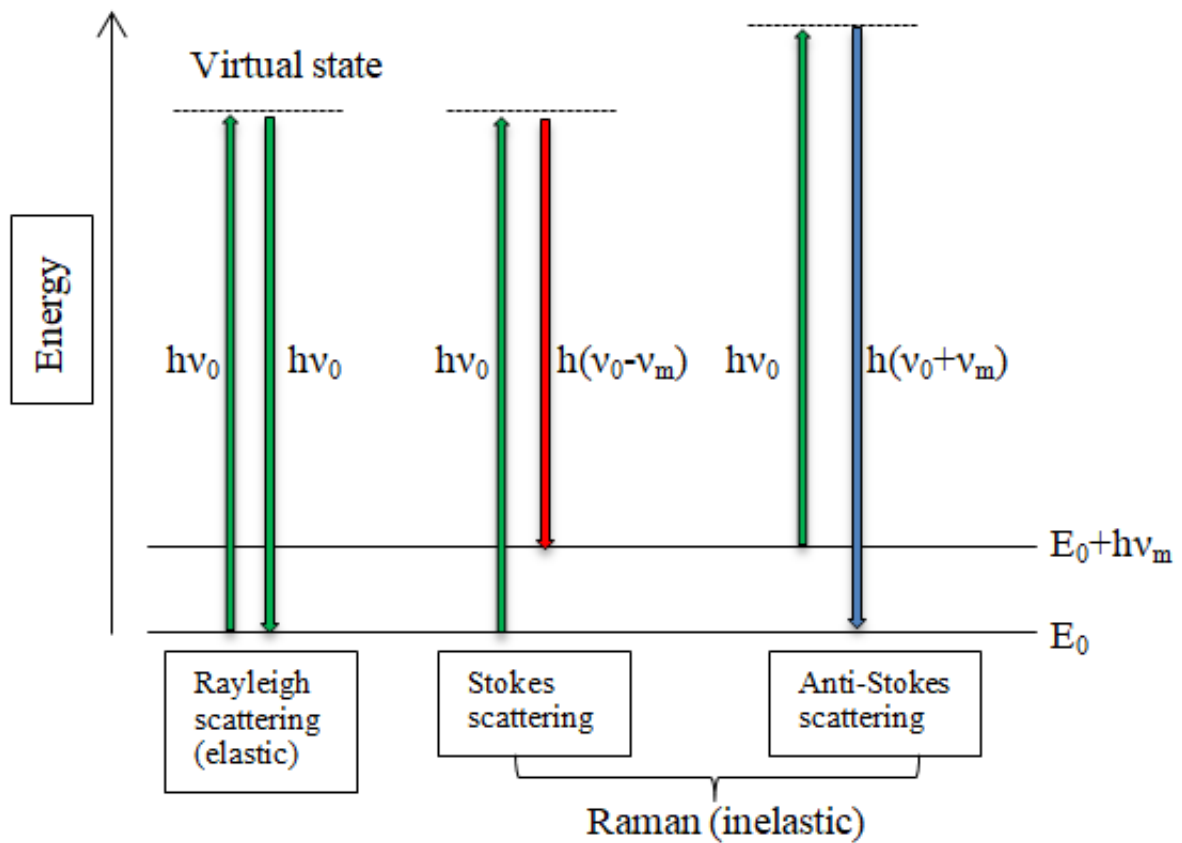 Virtual state
Energy
hν₀
hν₀
hν₀
h(ν₀-νₘ)
hν₀
h(ν₀+νₘ)
E₀+hνₘ
E₀
Rayleigh
scattering
(elastic)
Stokes
scattering
Anti-Stokes
scattering
Raman (inelastic)